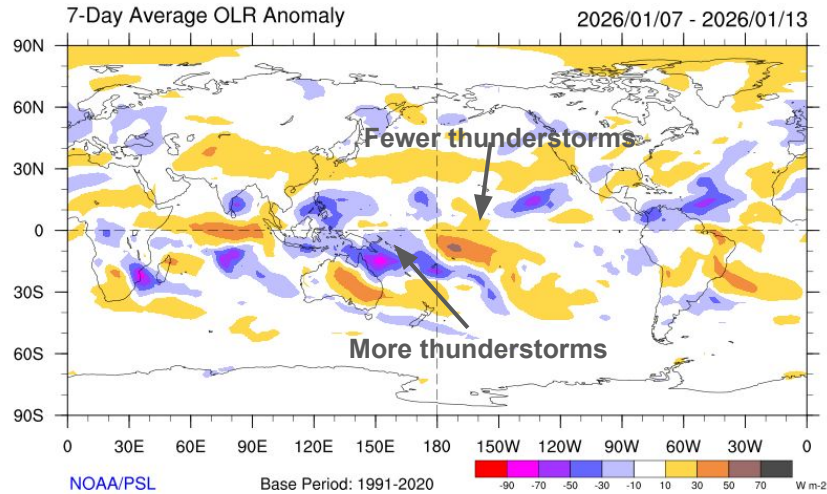 7-Day Average OLR Anomaly
2026/01/07 - 2026/01/13
90N
60N
30N
0
30S
60S
90S
Fewer thunderstorms
More thunderstorms
0 30E 60E 90E 120E 150E 180 150W 120W 90W 60W 30W 0
NOAA/PSL
Base Period: 1991-2020
-90 -70 -50 -30 -10 10 30 50 70 W m-2